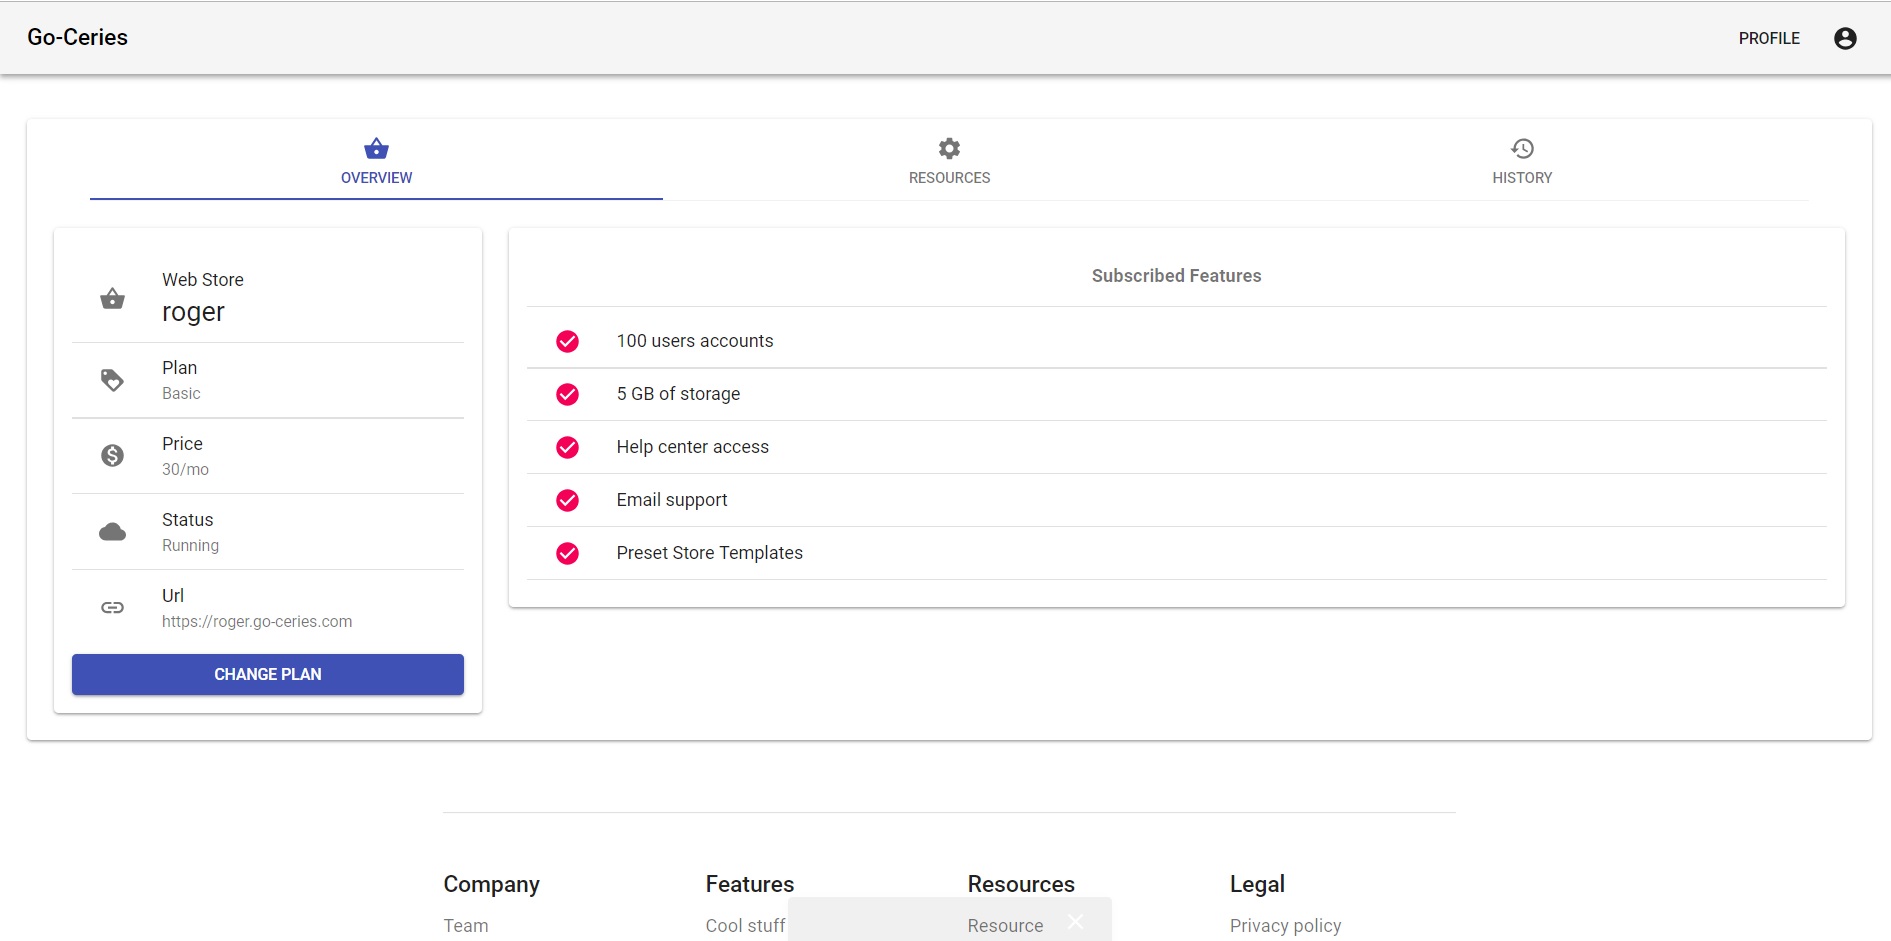 Go-Ceries
PROFILE
OVERVIEW
RESOURCES
HISTORY
Web Store
roger
Plan
Basic
Price
30/mo
Status
Running
Url
https://roger.go-ceries.com
CHANGE PLAN
Subscribed Features
100 users accounts
5 GB of storage
Help center access
Email support
Preset Store Templates
Company
Team
Features
Cool stuff
Resources
Resource
Legal
Privacy policy